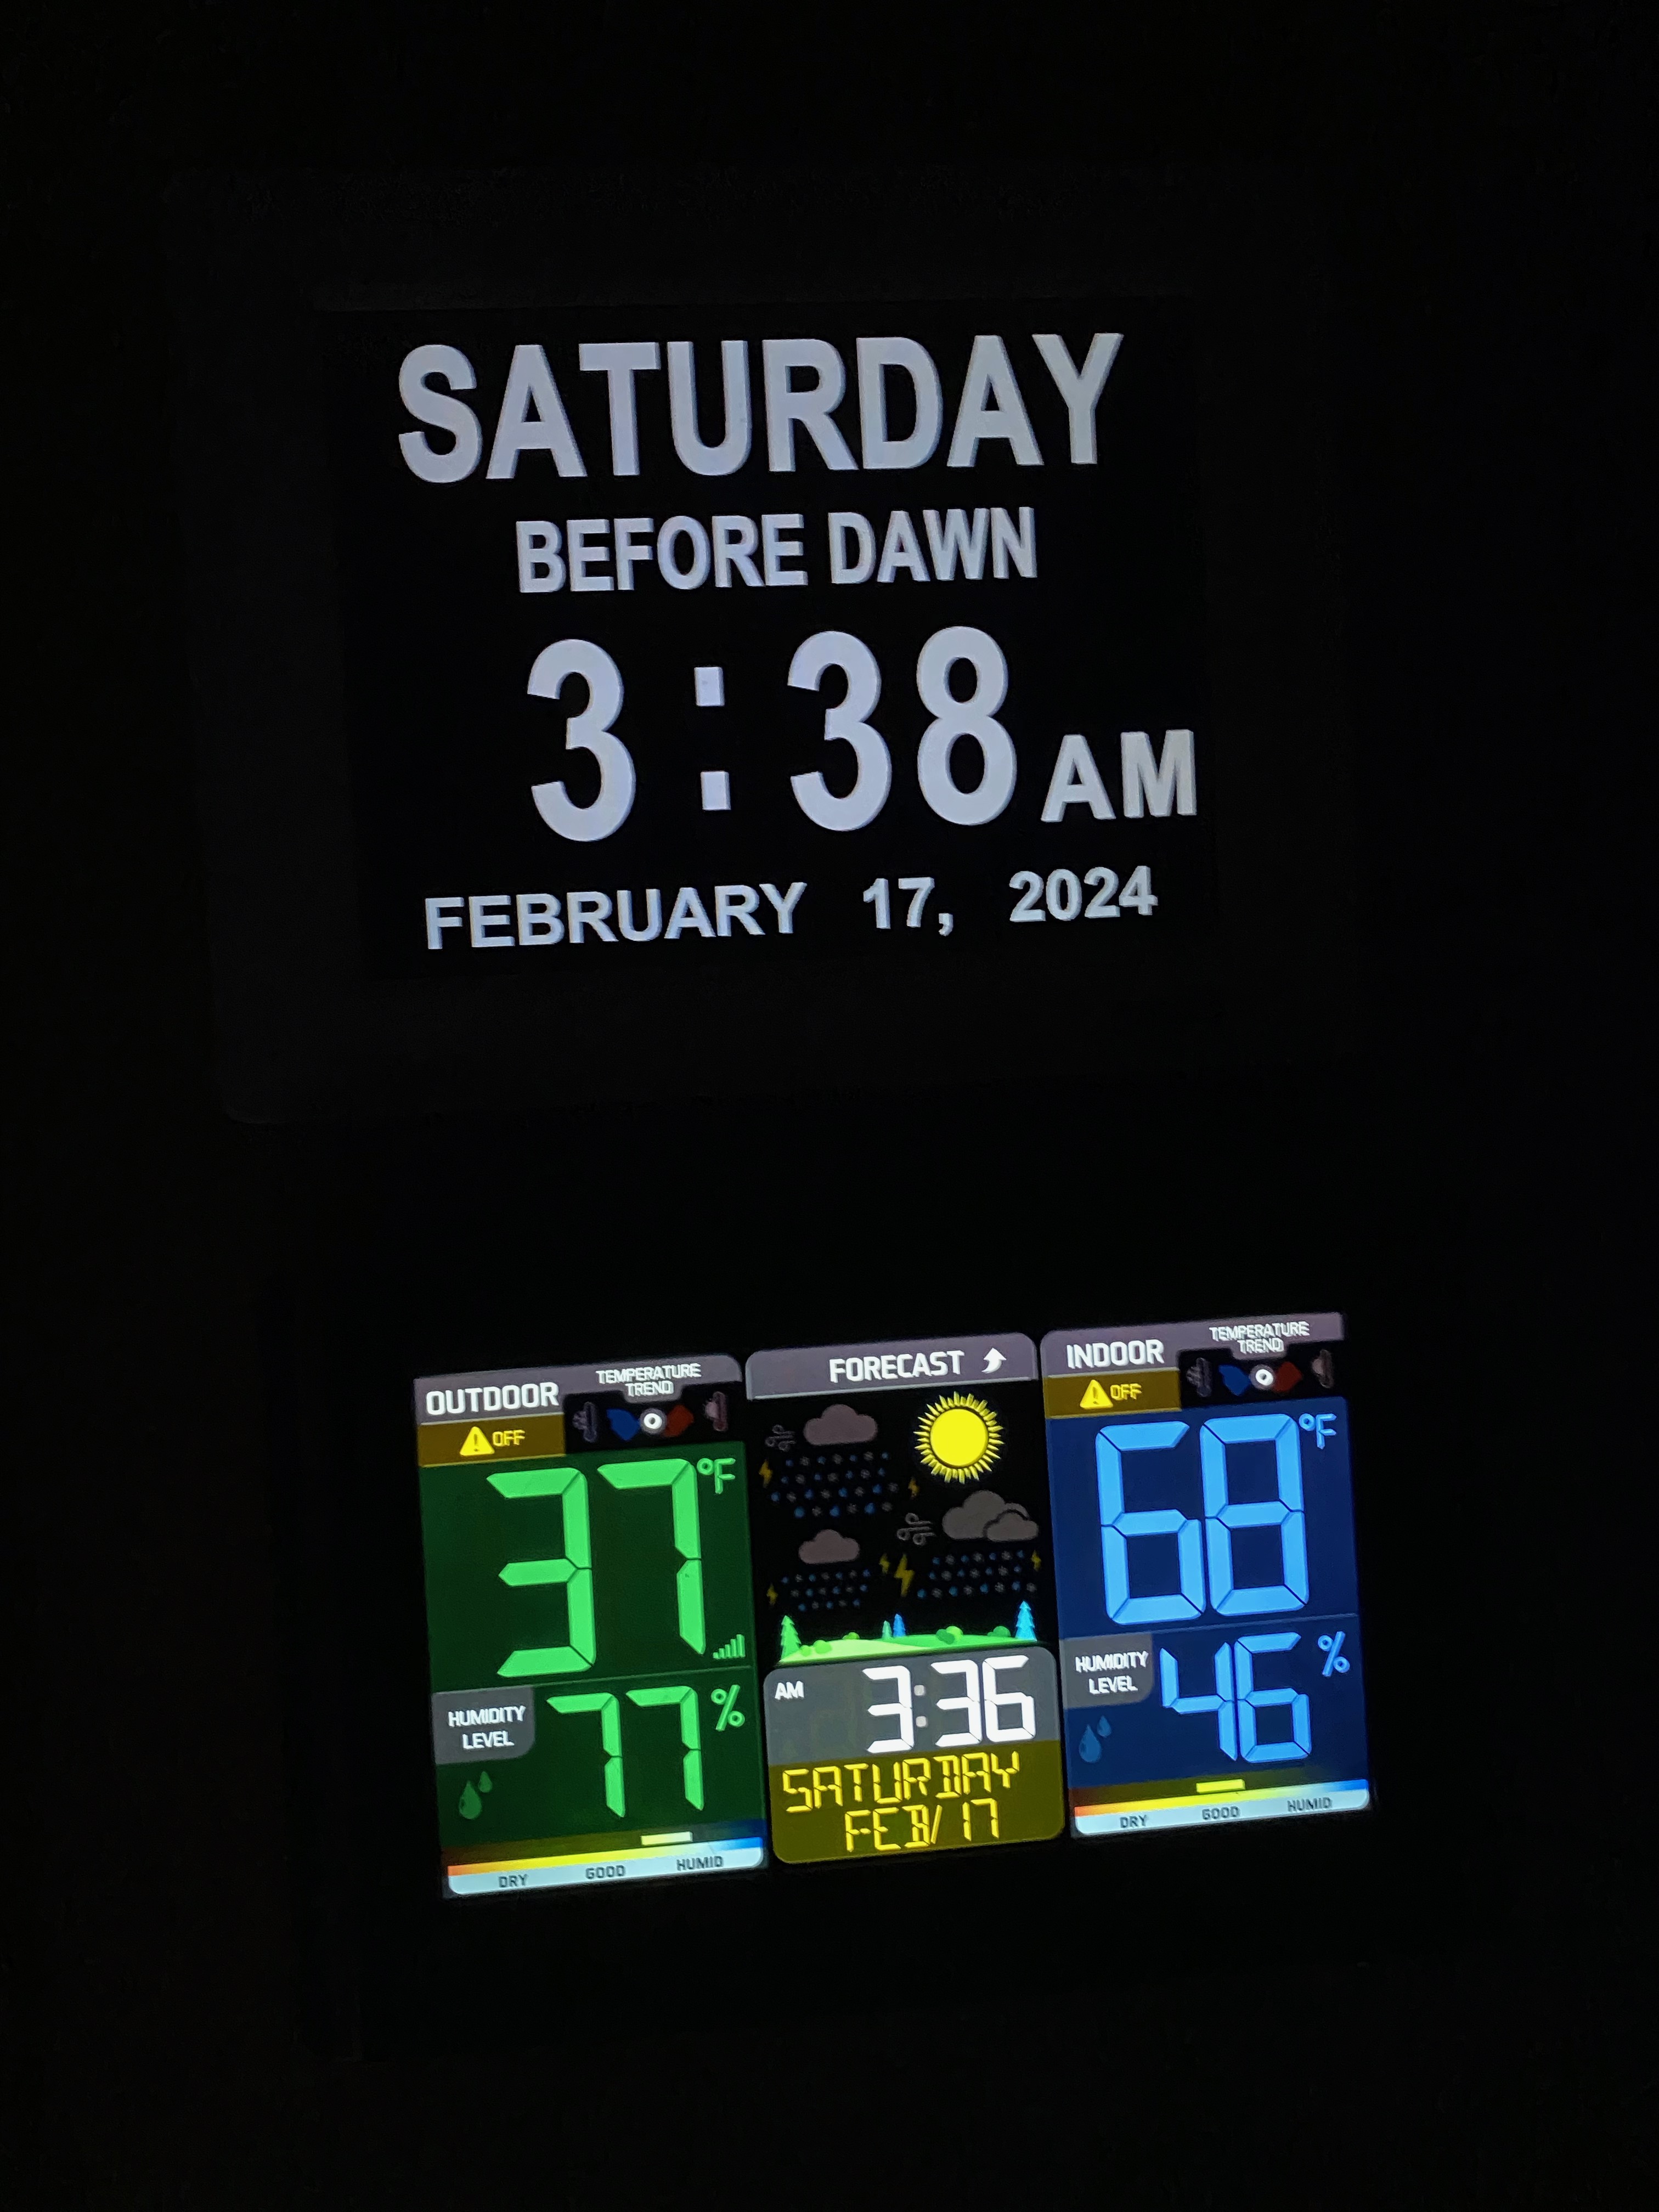 SATURDAY
BEFORE DAWN
3:38 AM
FEBRUARY 17, 2024
OUTDOOR
TEMPERATURE
TREND
OFF
37°F
HUMIDITY
LEVEL
77%
DRY GOOD HUMID
FORECAST
AM 3:36
SATURDAY
FEB/17
INDOOR
TEMPERATURE
TREND
OFF
68°F
HUMIDITY
LEVEL
46%
DRY GOOD HUMID